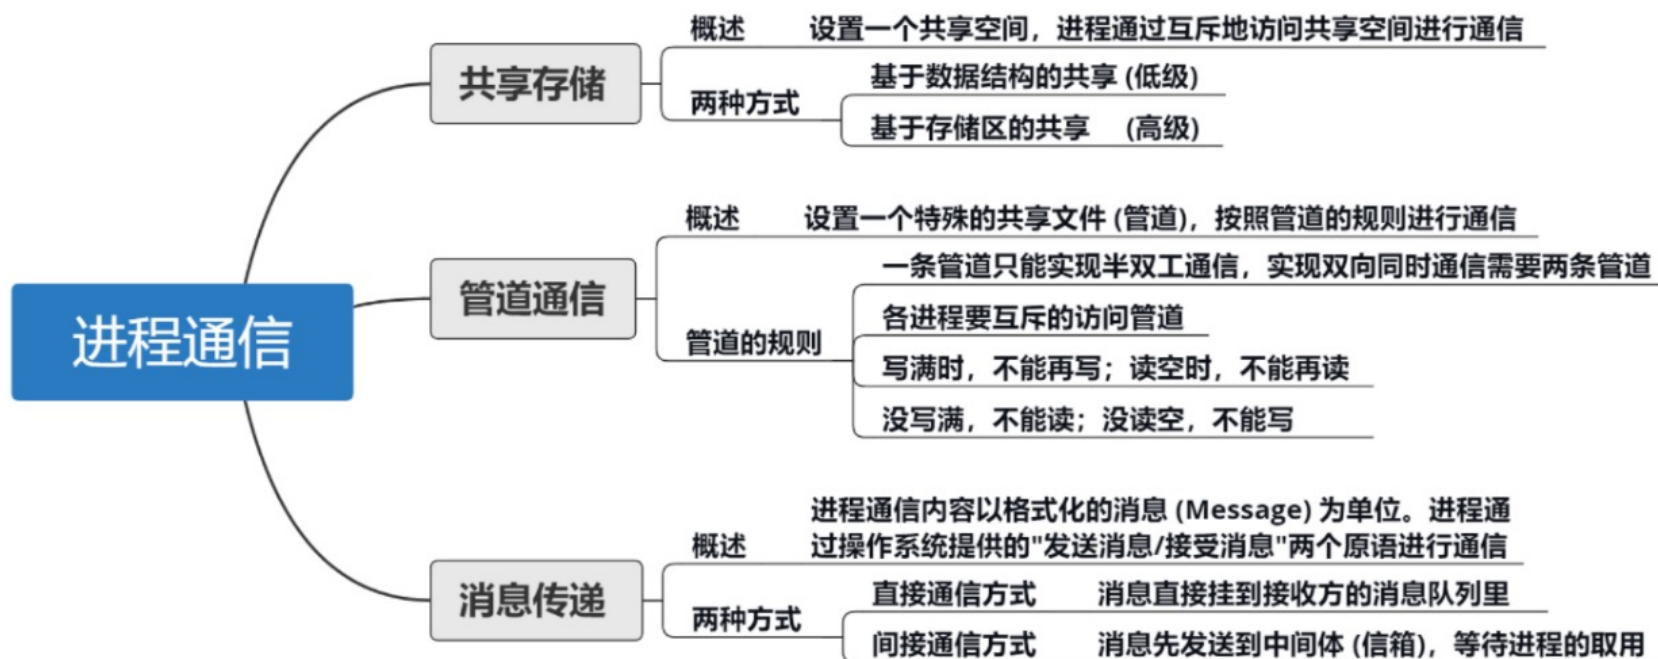 进程通信
共享存储
概述 设置一个共享空间，进程通过互斥地访问共享空间进行通信
两种方式
基于数据结构的共享 (低级)
基于存储区的共享 (高级)
管道通信
概述 设置一个特殊的共享文件 (管道)，按照管道的规则进行通信
管道的规则
一条管道只能实现半双工通信，实现双向同时通信需要两条管道
各进程要互斥的访问管道
写满时，不能再写；读空时，不能再读
没写满，不能读；没读空，不能写
消息传递
概述
进程通信内容以格式化的消息 (Message) 为单位。进程通
过操作系统提供的"发送消息/接受消息"两个原语进行通信
两种方式
直接通信方式 消息直接挂到接收方的消息队列里
间接通信方式 消息先发送到中间体 (信箱)，等待进程的取用